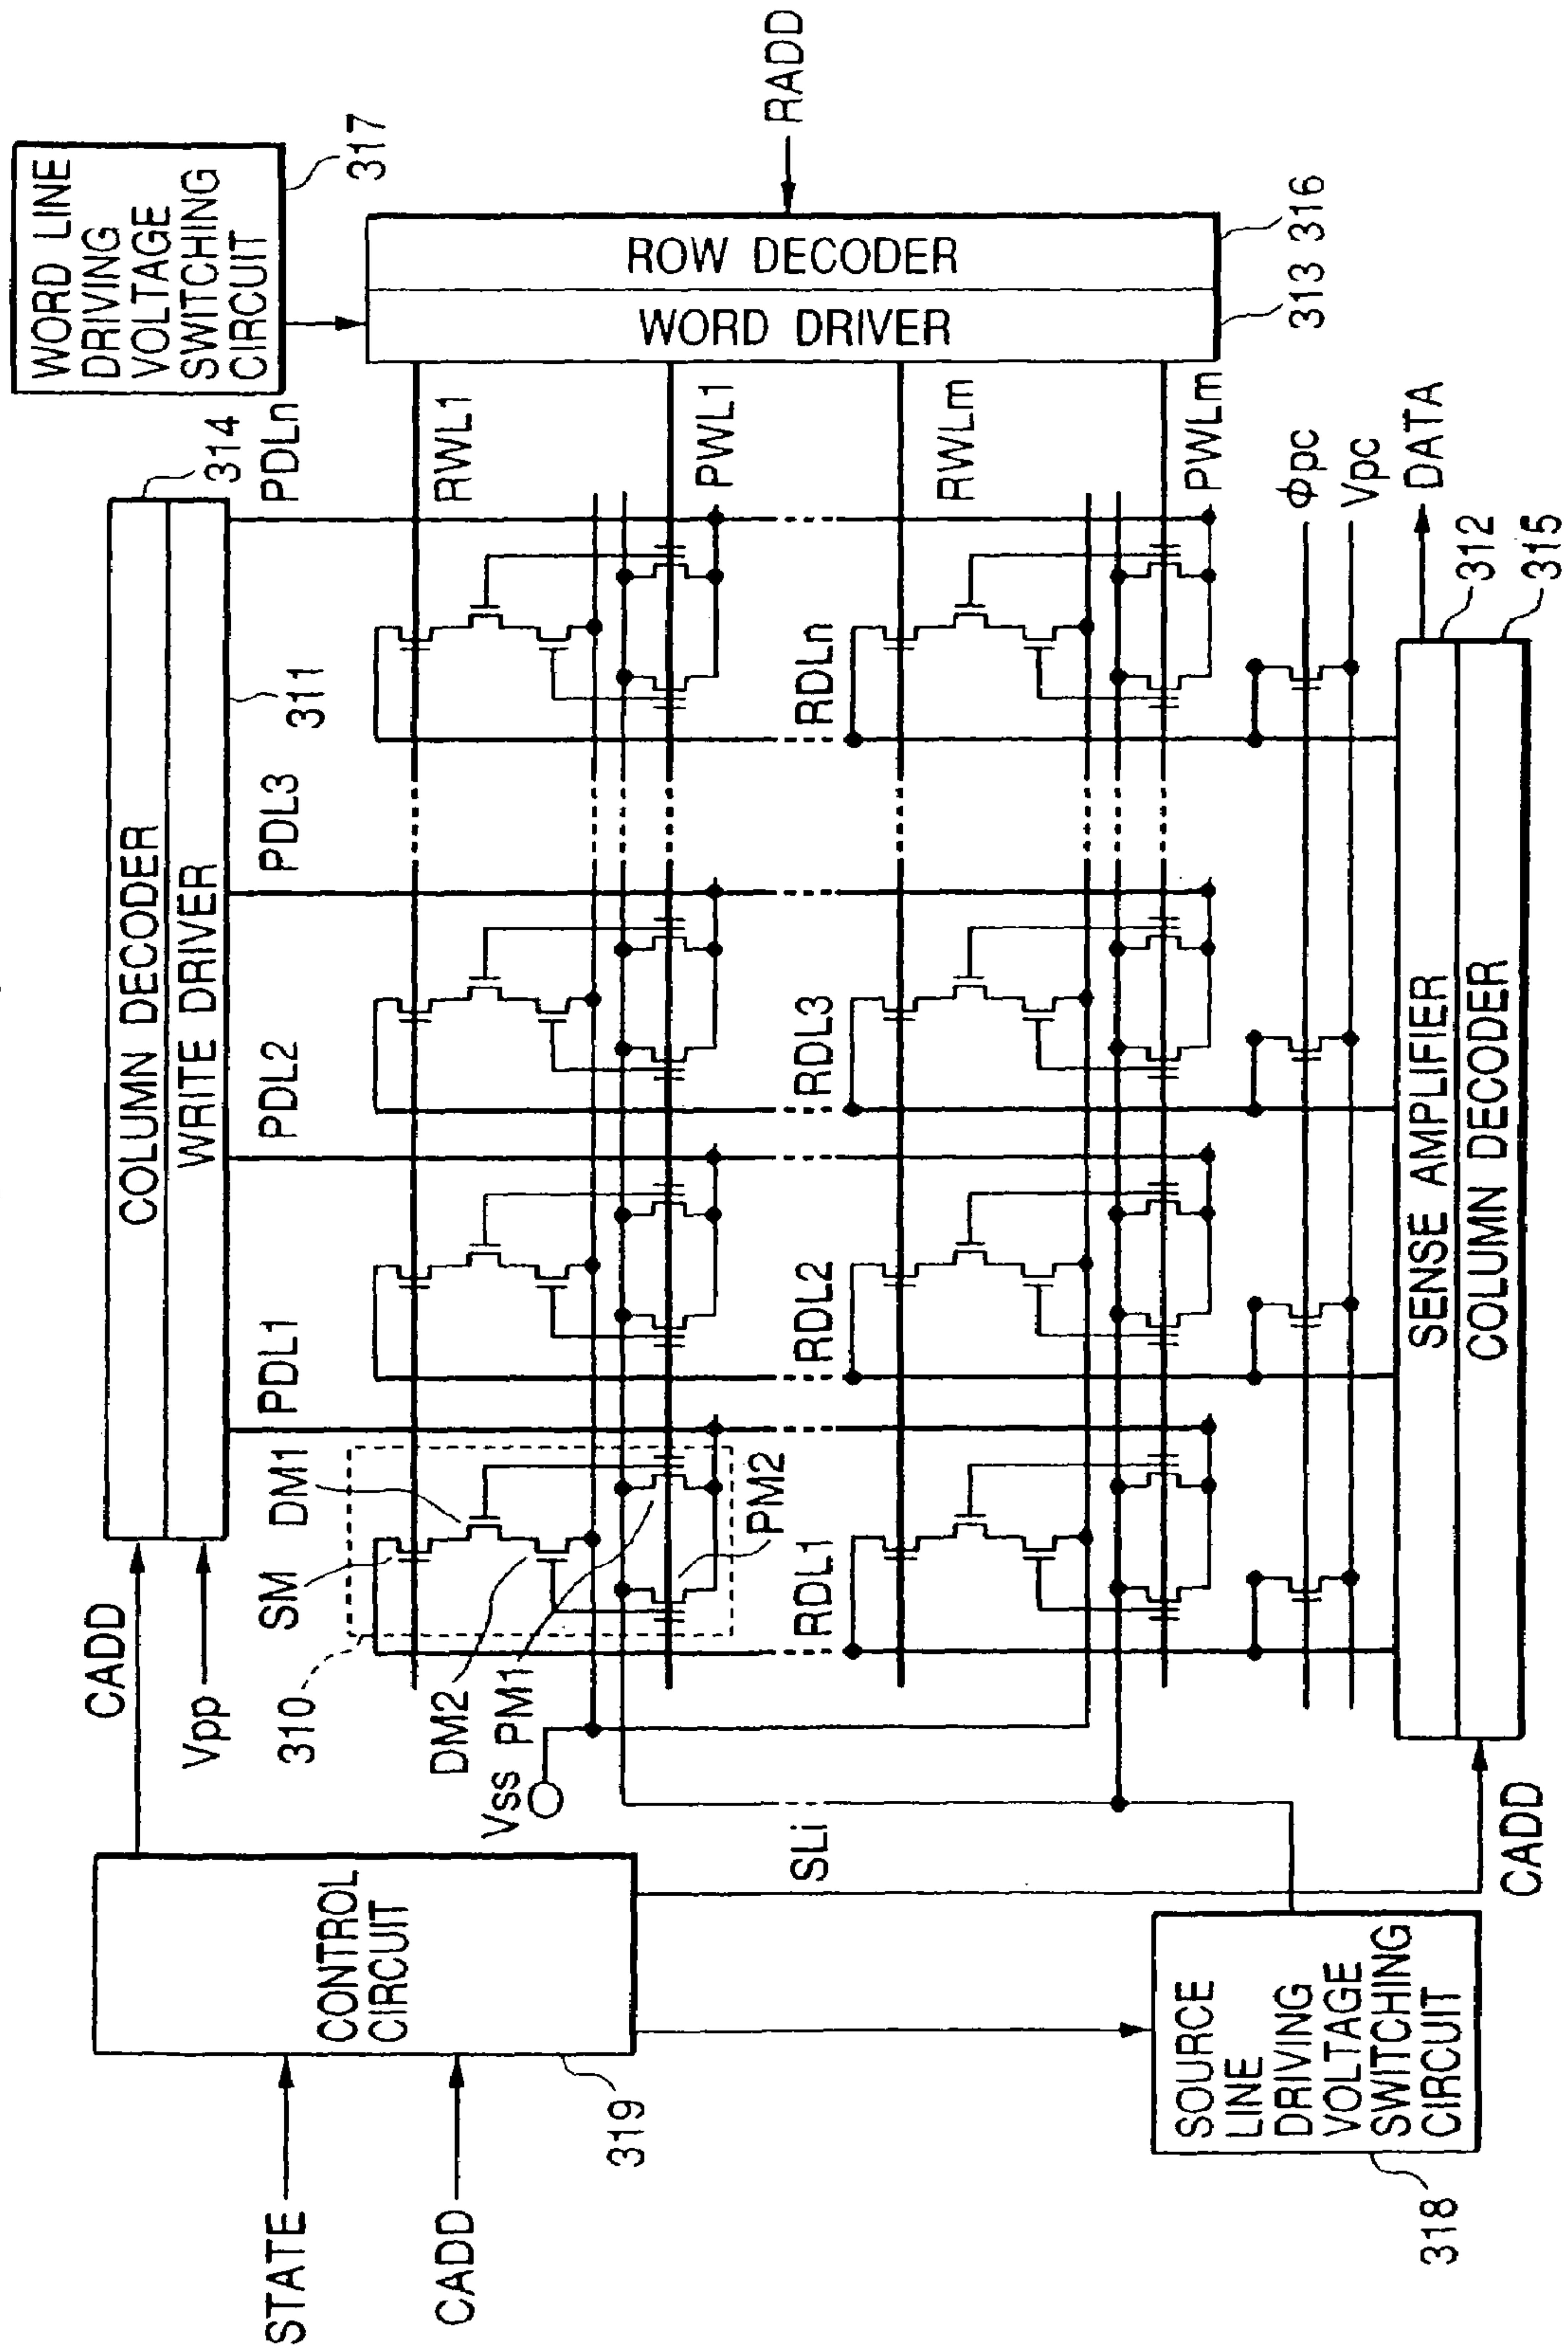 WORD LINE
DRIVING
VOLTAGE
SWITCHING
CIRCUIT
317
314
COLUMN DECODER
WRITE DRIVER
311
CADD
Vpp
PDL1
PDL2
PDL3
PDLn
CONTROL
CIRCUIT
319
STATE
CADD
310
SM
DM1
DM2
PM1
PM2
Vss
SLi
RWL1
PWL1
RWLm
PWLm
ROW DECODER
WORD DRIVER
RADD
316
313
RDL1
RDL2
RDL3
RDLn
Φpc
Vpc
DATA
SENSE AMPLIFIER
COLUMN DECODER
312
315
CADD
SOURCE
LINE
DRIVING
VOLTAGE
SWITCHING
CIRCUIT
318